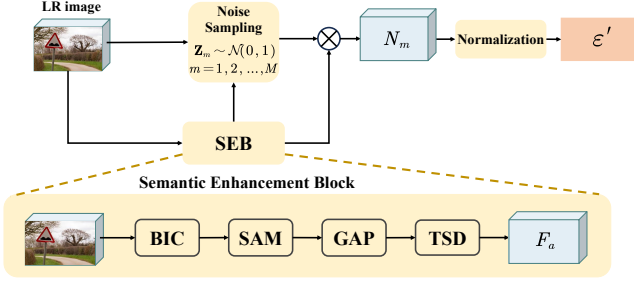 LR image
Noise
Sampling
Z_m ∼ 𝒩(0, 1)
m = 1, 2, ..., M
N_m
Normalization
ε′
SEB
Semantic Enhancement Block
BIC
SAM
GAP
TSD
F_a